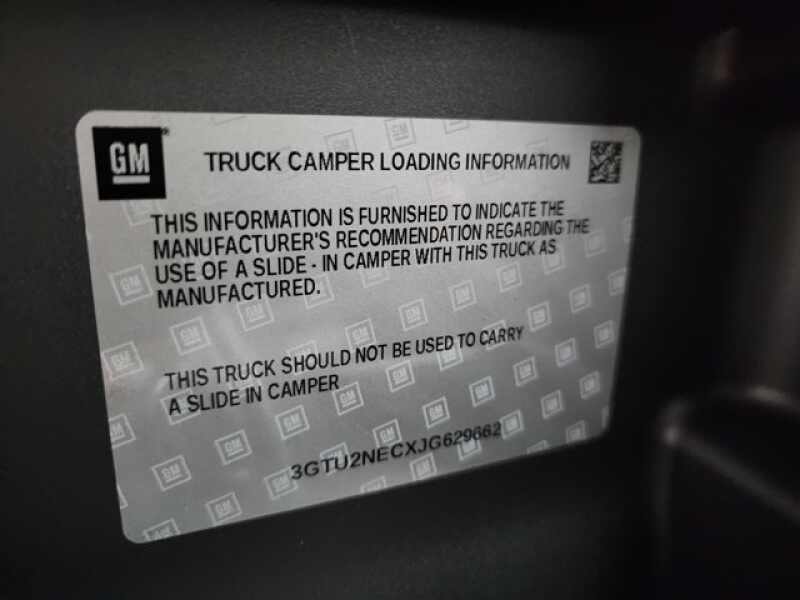 GM
TRUCK CAMPER LOADING INFORMATION
THIS INFORMATION IS FURNISHED TO INDICATE THE
MANUFACTURER'S RECOMMENDATION REGARDING THE
USE OF A SLIDE - IN CAMPER WITH THIS TRUCK AS
MANUFACTURED.
THIS TRUCK SHOULD NOT BE USED TO CARRY
A SLIDE IN CAMPER
3GTU2NECXJG629662